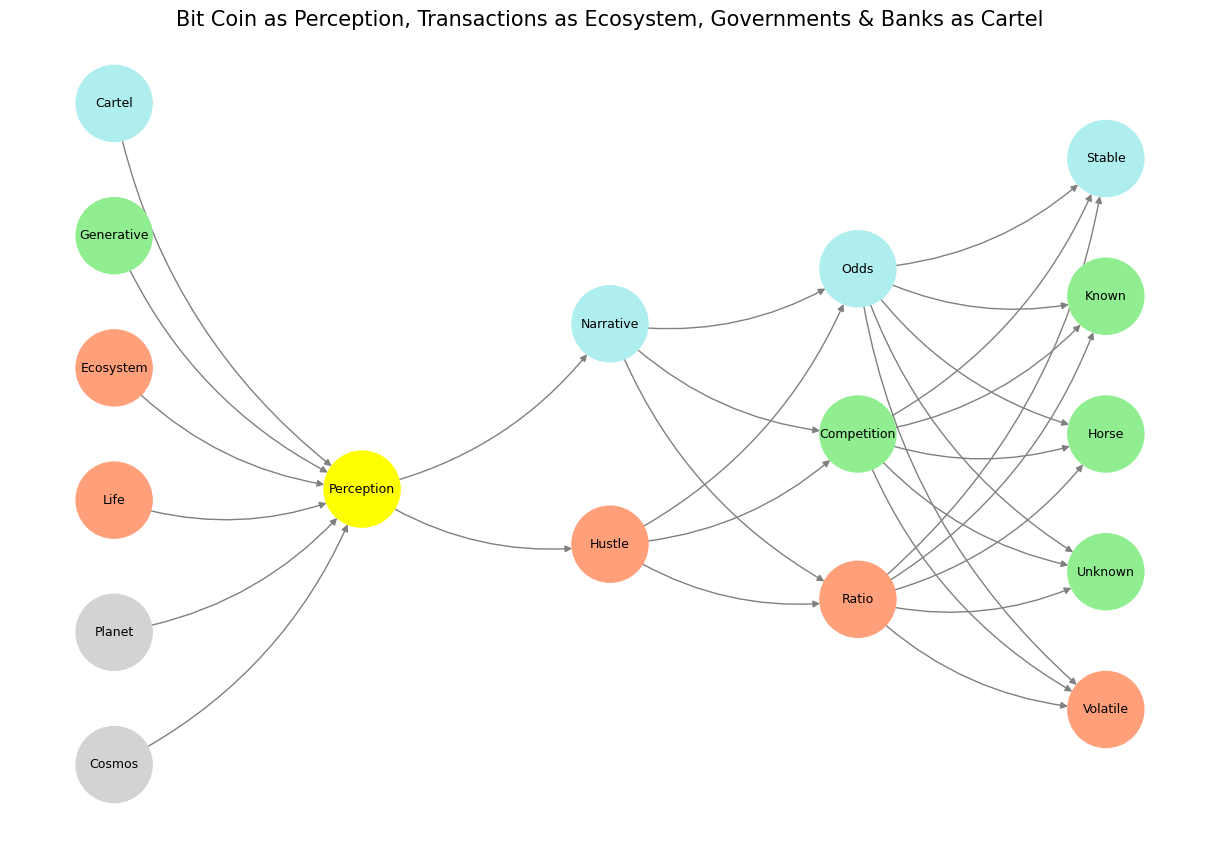 Bit Coin as Perception, Transactions as Ecosystem, Governments & Banks as Cartel
Cartel
Generative
Ecosystem
Life
Planet
Cosmos
Perception
Narrative
Hustle
Odds
Competition
Ratio
Stable
Known
Horse
Unknown
Volatile